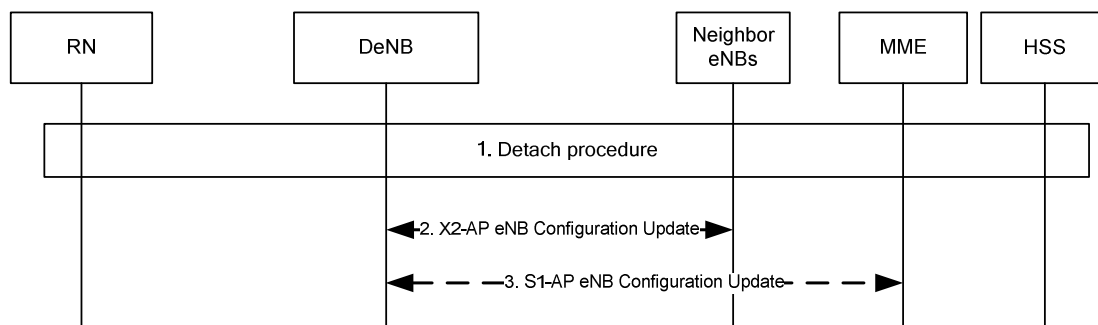 RN
DeNB
Neighbor
eNBs
MME
HSS
1. Detach procedure
2. X2-AP eNB Configuration Update
3. S1-AP eNB Configuration Update